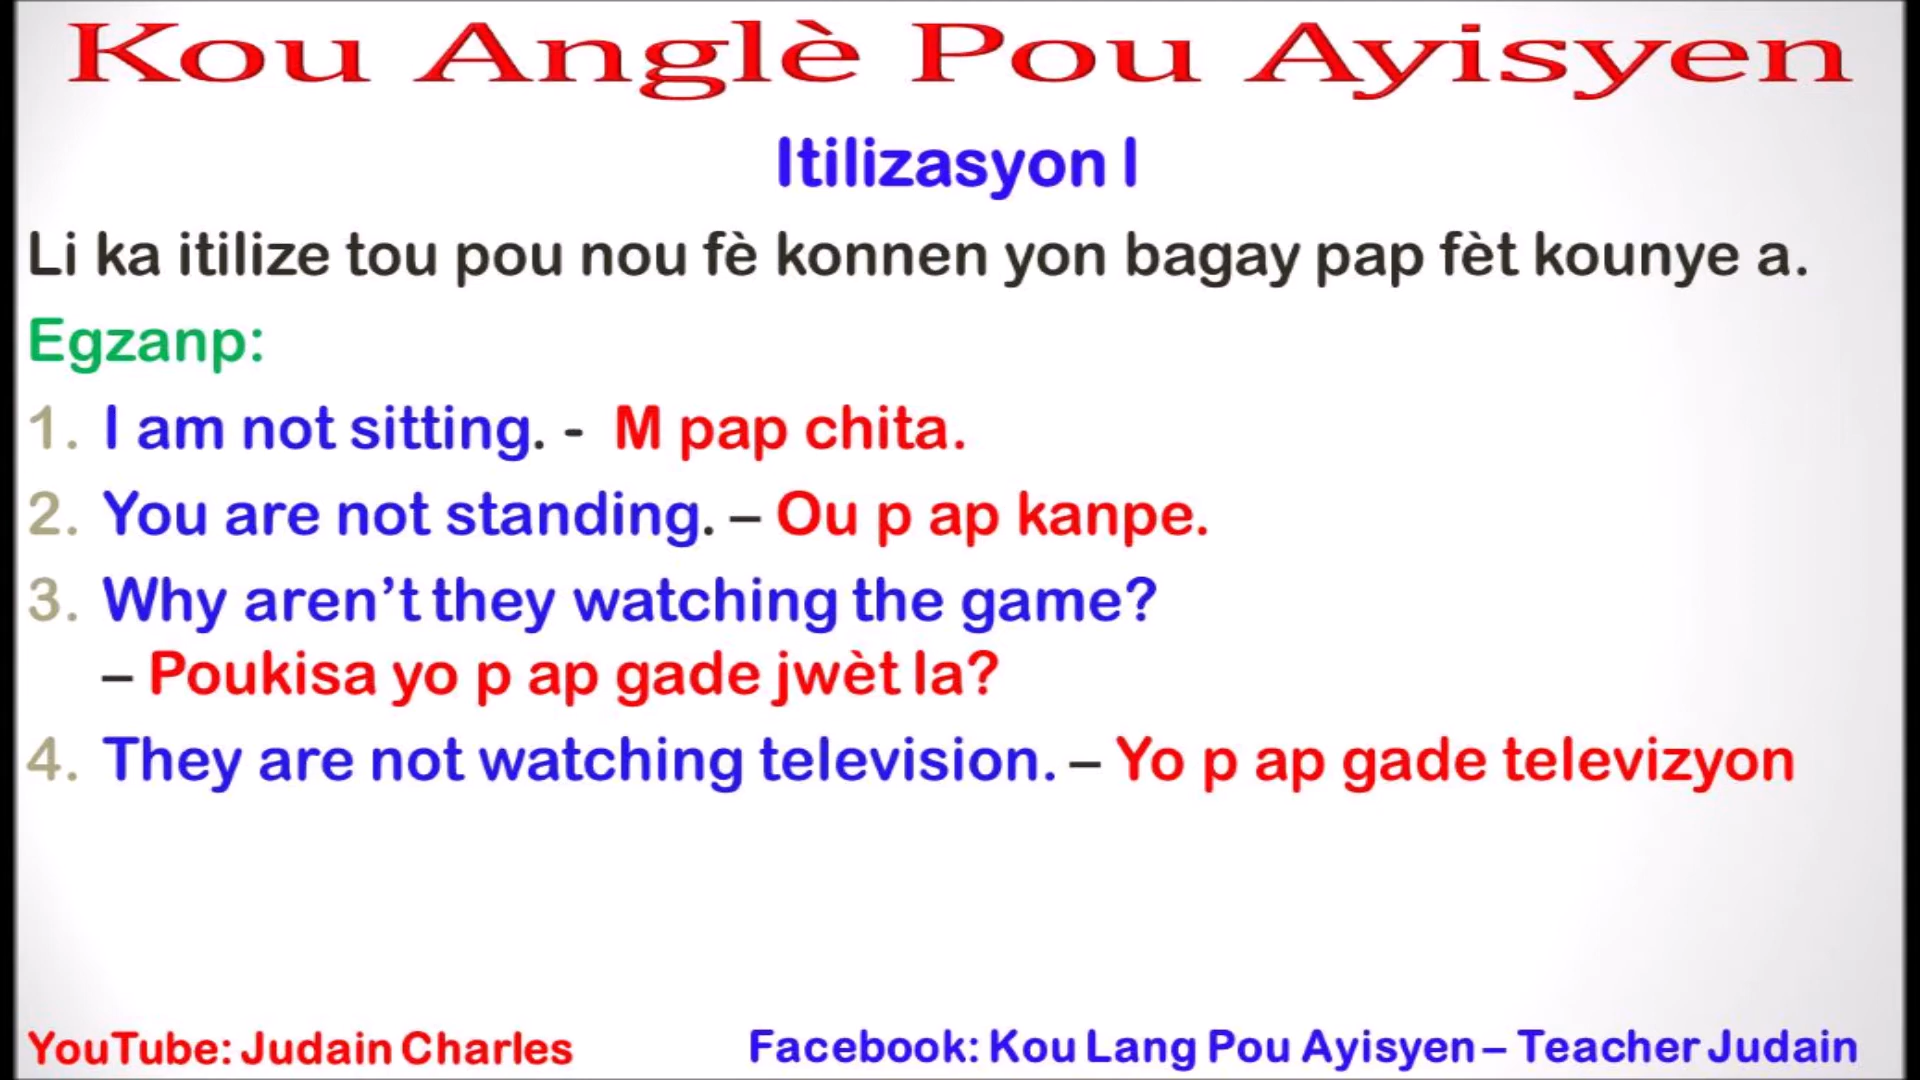 Kou Anglè Pou Ayisyen
Itilizasyon I
Li ka itilize tou pou nou fè konnen yon bagay pap fèt kounye a.
Egzanp:
1. I am not sitting. - M pap chita.
2. You are not standing. – Ou p ap kanpe.
3. Why aren’t they watching the game?
– Poukisa yo p ap gade jwèt la?
4. They are not watching television. – Yo p ap gade televizyon
YouTube: Judain Charles
Facebook: Kou Lang Pou Ayisyen – Teacher Judain